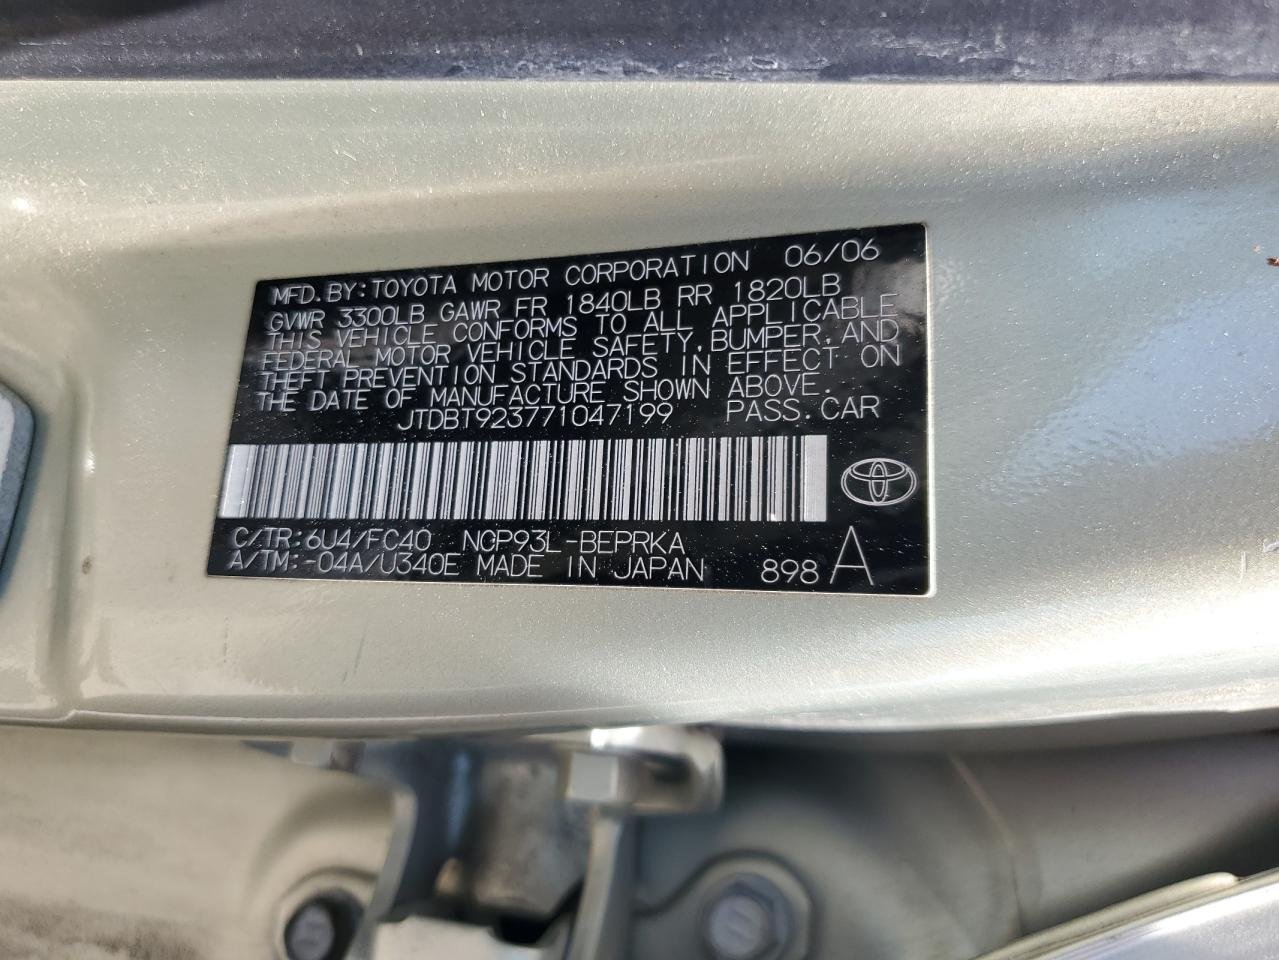 MFD.BY:TOYOTA MOTOR CORPORATION 06/06
GVWR 3300LB GAWR FR 1840LB RR 1820LB
THIS VEHICLE CONFORMS TO ALL APPLICABLE
FEDERAL MOTOR VEHICLE SAFETY,BUMPER,AND
THEFT PREVENTION STANDARDS IN EFFECT ON
THE DATE OF MANUFACTURE SHOWN ABOVE.
JTDBT923771047199 PASS.CAR
C/TR:6U4/FC40 NCP93L-BEPRKA
A/TM:-04A/U340E MADE IN JAPAN 898 A